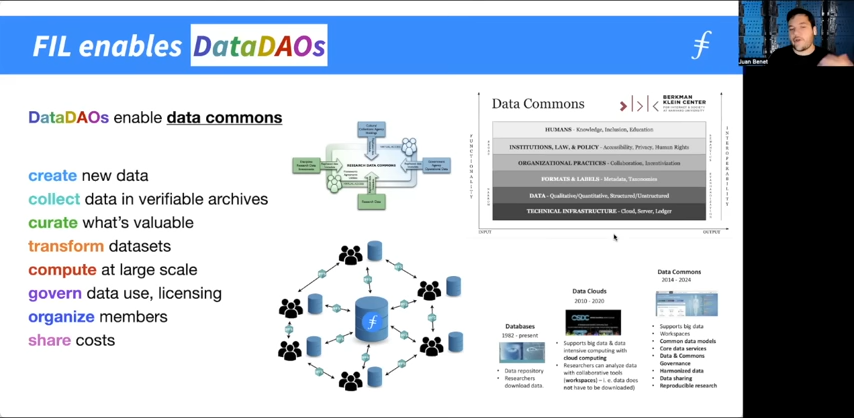 FIL enables DataDAOs
Juan Benet
DataDAOs enable data commons
create new data
collect data in verifiable archives
curate what's valuable
transform datasets
compute at large scale
govern data use, licensing
organize members
share costs
RESEARCH DATA COMMONS
Research Data
Data Commons
BERKMAN
KLEIN CENTER
HUMANS - Knowledge, Inclusion, Education
INSTITUTIONS, LAW, & POLICY - Accessibility, Privacy, Human Rights
ORGANIZATIONAL PRACTICES - Collaboration, Incentivization
FORMATS & LABELS - Metadata, Taxonomies
DATA - Qualitative/Quantitative, Structured/Unstructured
TECHNICAL INFRASTRUCTURE - Cloud, Server, Ledger
FUNCTIONALITY
INTEROPERABILITY
INPUT
OUTPUT
Databases
1982 - present
• Data repository
• Researchers
download data.
Data Clouds
2010 - 2020
• Supports big data & data
intensive computing with
cloud computing
• Researchers can analyze data
with collaborative tools
(workspaces) – i.e. data does
not have to be downloaded)
Data Commons
2014 - 2024
• Supports big data
• Workspaces
• Common data models
• Core data services
• Data & Commons
Governance
• Harmonized data
• Data sharing
• Reproducible research